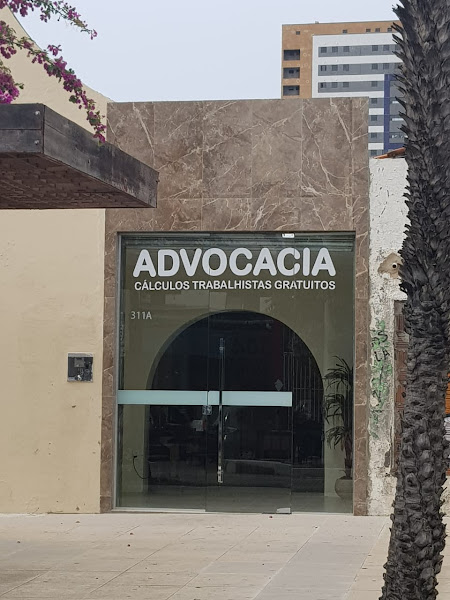 ADVOCACIA
CÁLCULOS TRABALHISTAS GRATUITOS
311A